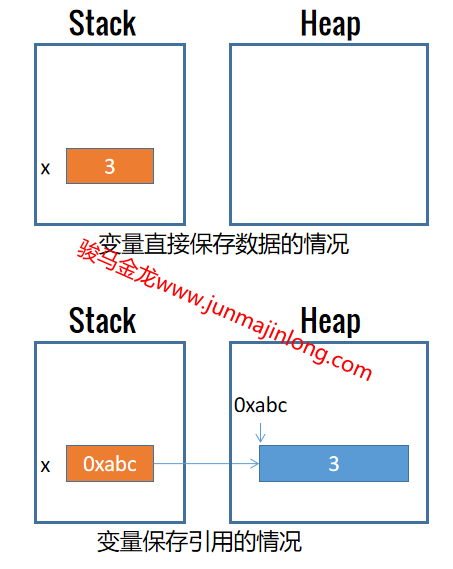 Stack Heap
x 3
变量直接保存数据的情况
骏马金龙www.junmajinlong.com
Stack Heap
0xabc
x 0xabc 3
变量保存引用的情况